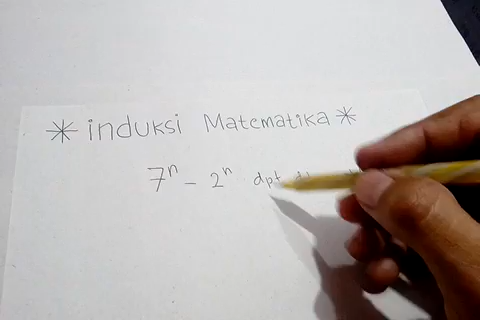 * induksi Matematika *
7ⁿ - 2ⁿ dpt